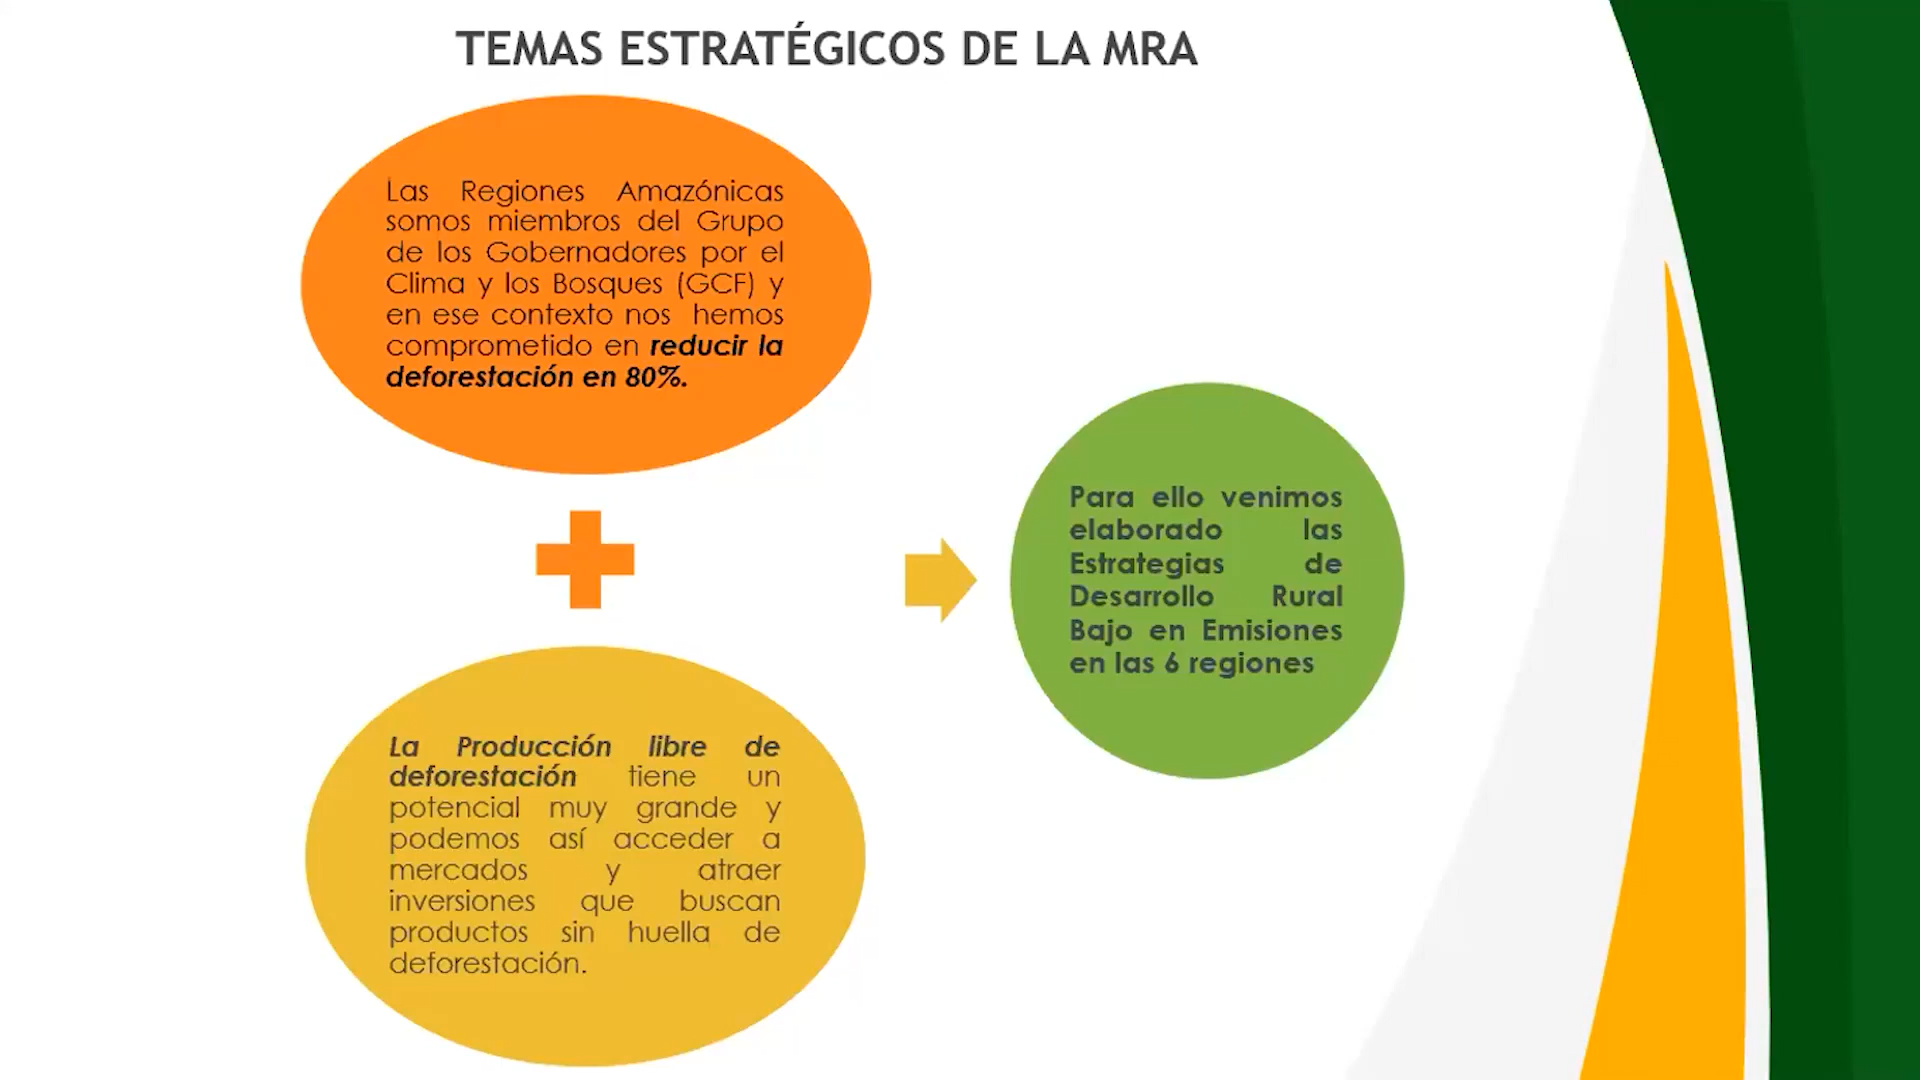 TEMAS ESTRATÉGICOS DE LA MRA
Las Regiones Amazónicas
somos miembros del Grupo
de los Gobernadores por el
Clima y los Bosques (GCF) y
en ese contexto nos hemos
comprometido en reducir la
deforestación en 80%.
La Producción libre de
deforestación tiene un
potencial muy grande y
podemos así acceder a
mercados y atraer
inversiones que buscan
productos sin huella de
deforestación.
Para ello venimos
elaborado las
Estrategias de
Desarrollo Rural
Bajo en Emisiones
en las 6 regiones